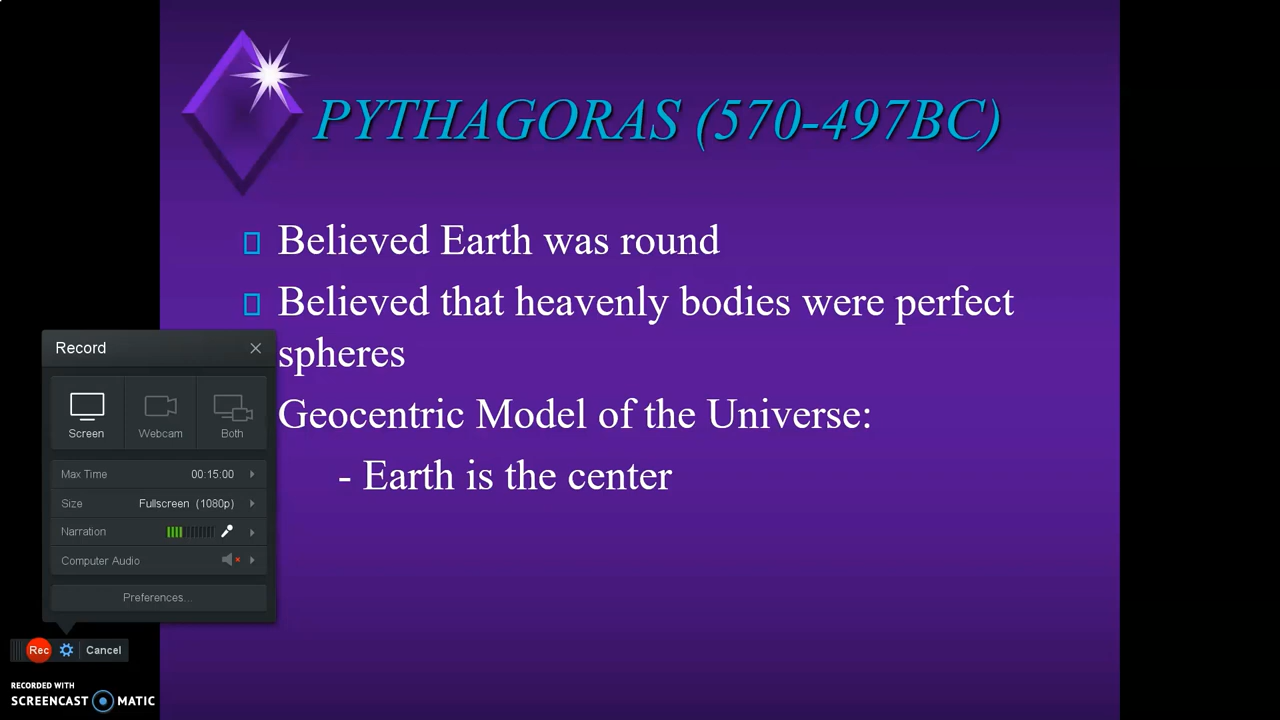 PYTHAGORAS (570-497BC)
Believed Earth was round
Believed that heavenly bodies were perfect
spheres
Geocentric Model of the Universe:
- Earth is the center
Record
Screen
Webcam
Both
Max Time 00:15:00
Size Fullscreen (1080p)
Narration
Computer Audio
Preferences...
Rec Cancel
RECORDED WITH
SCREENCAST MATIC